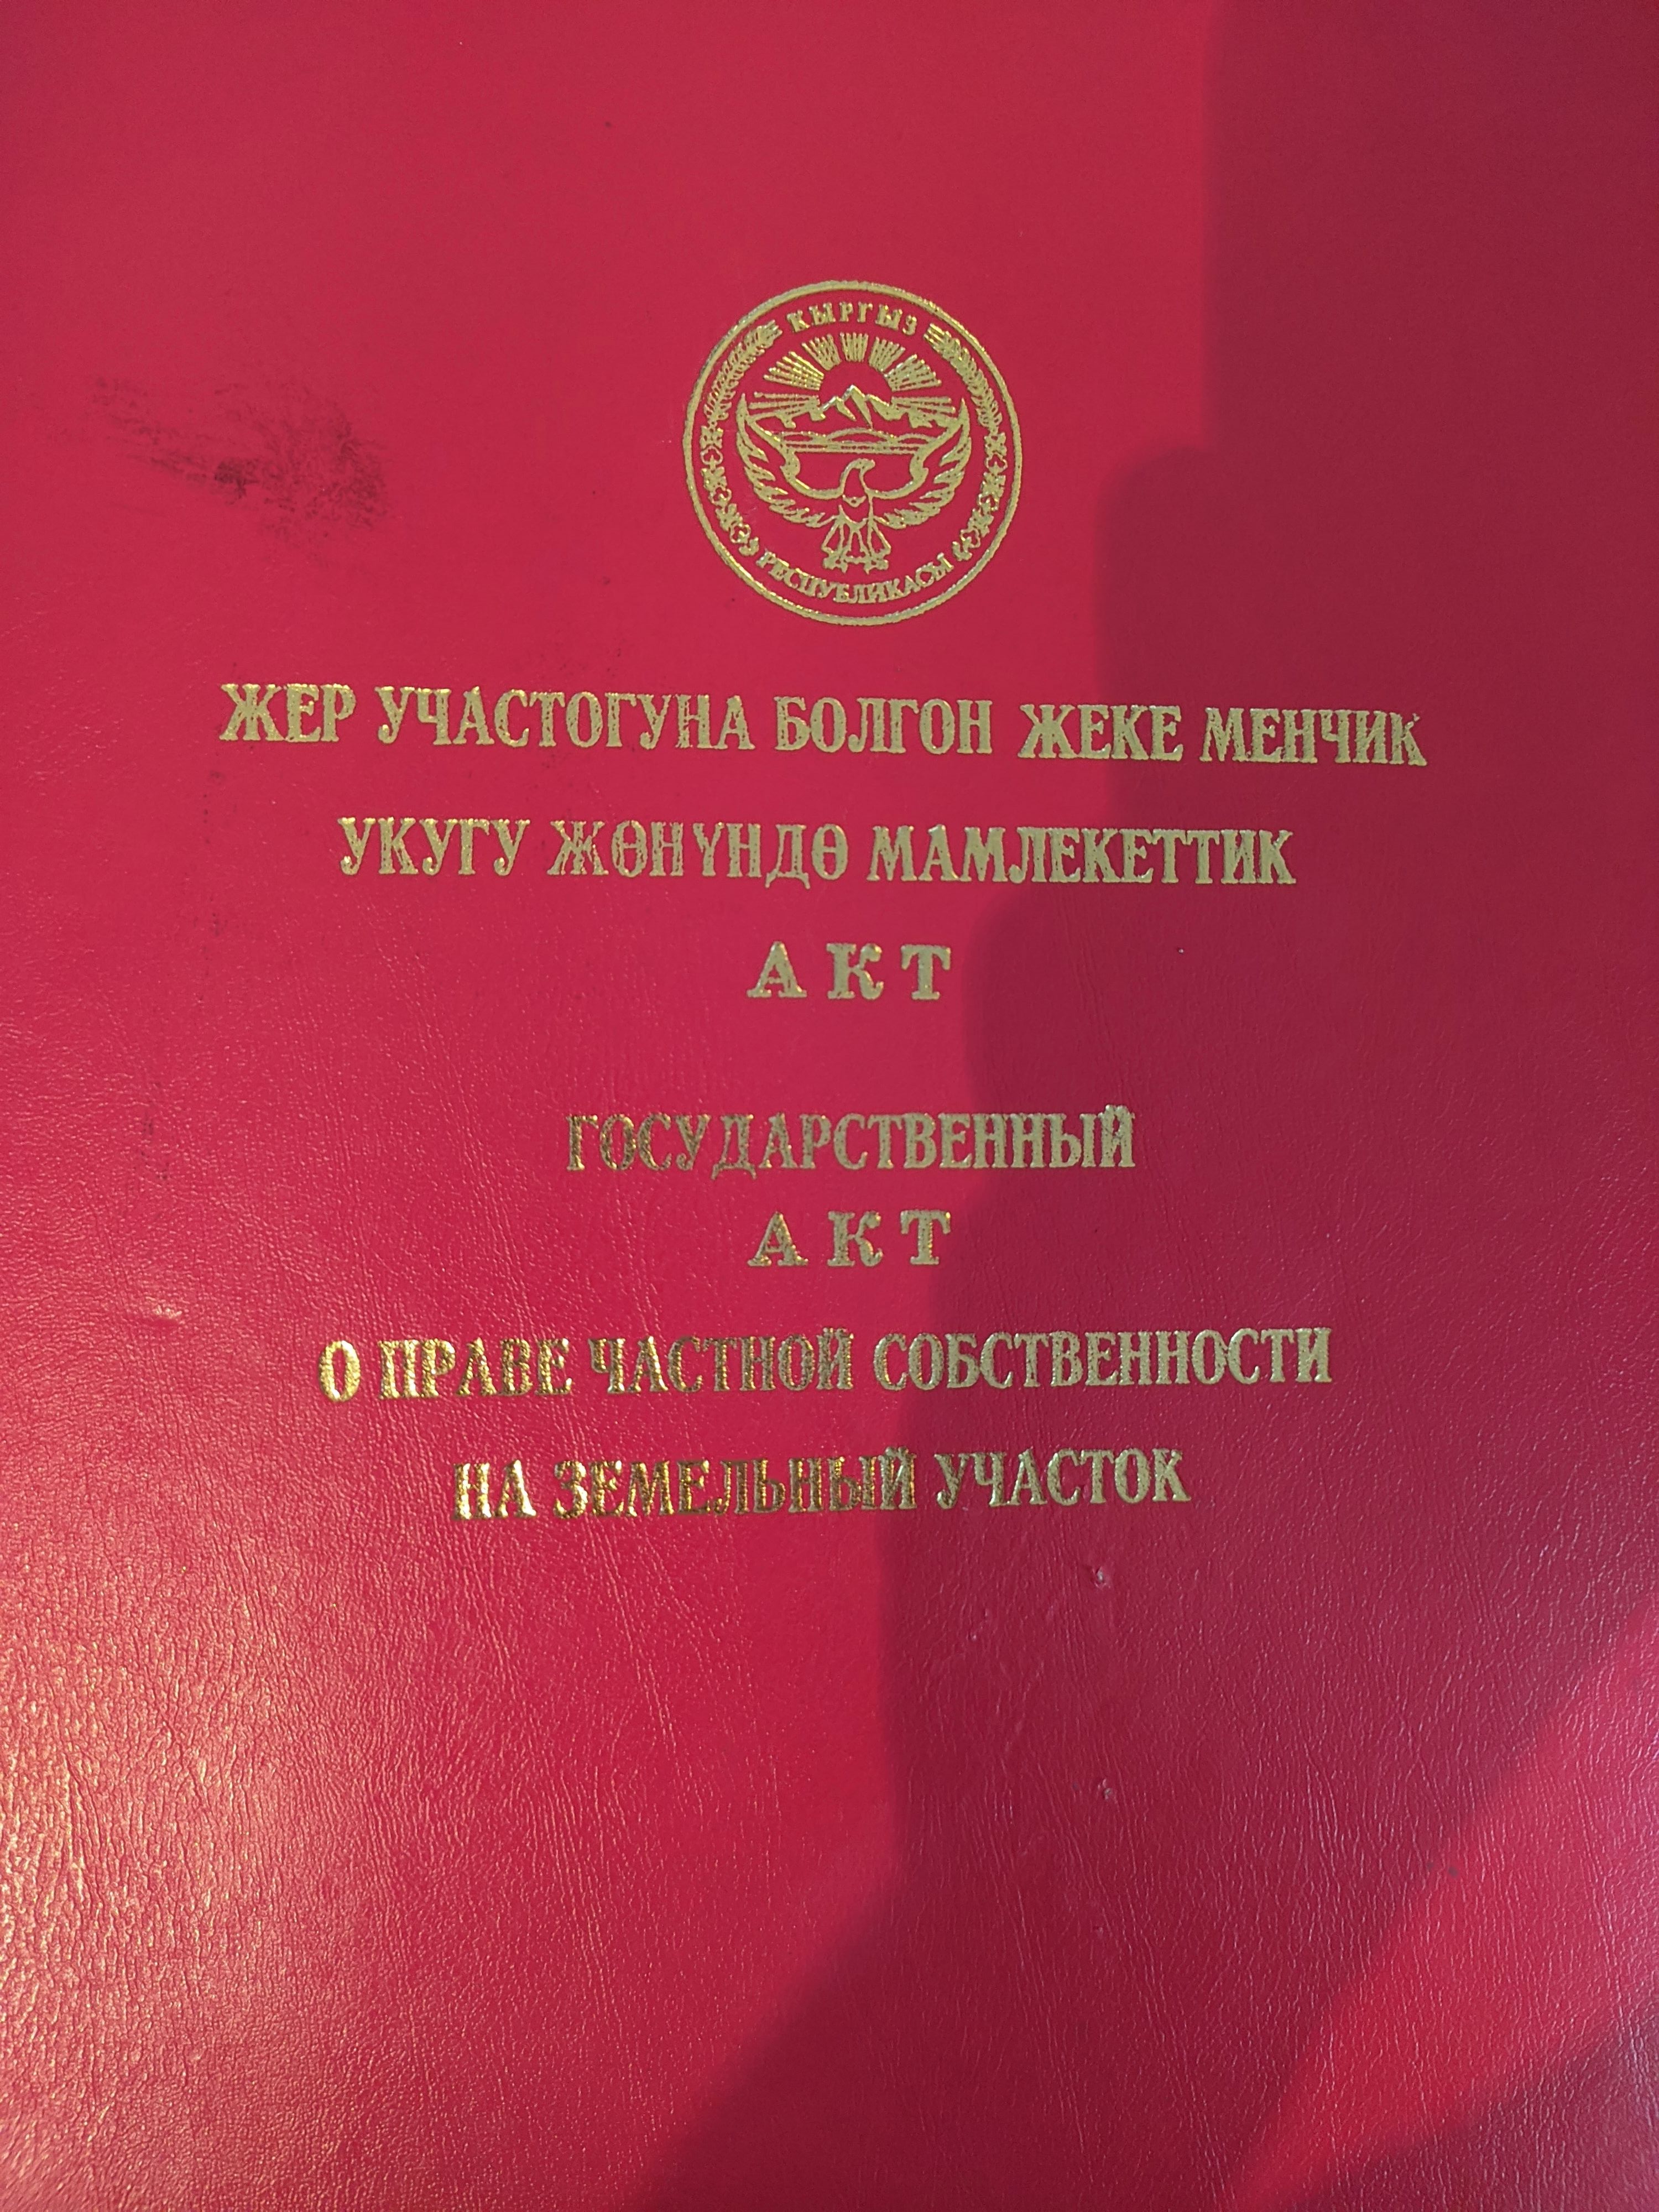 КЫРГЫЗ
РЕСПУБЛИКАСЫ
ЖЕР УЧАСТОГУНА БОЛГОН ЖЕКЕ МЕНЧИК
УКУГУ ЖӨНҮНДӨ МАМЛЕКЕТТИК
АКТ
ГОСУДАРСТВЕННЫЙ
АКТ
О ПРАВЕ ЧАСТНОЙ СОБСТВЕННОСТИ
НА ЗЕМЕЛЬНЫЙ УЧАСТОК